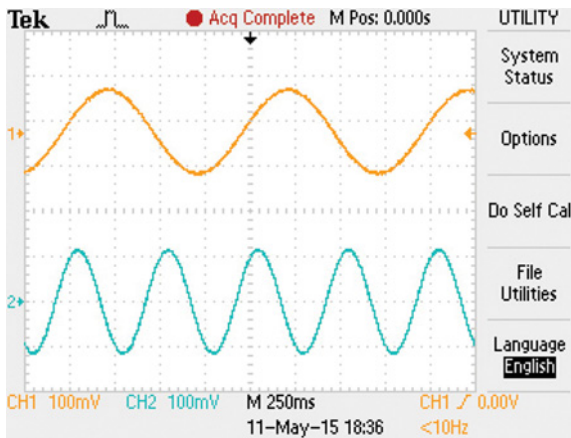 Tek Acq Complete M Pos: 0.000s UTILITY
System
Status
1
Options
Do Self Cal
File
Utilities
2
Language
English
CH1 100mV CH2 100mV M 250ms CH1 0.00V
11-May-15 18:36 <10Hz